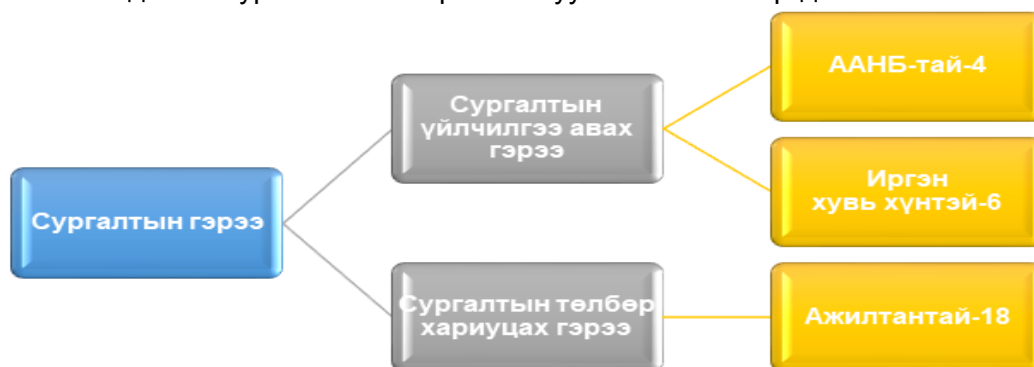 Сургалтын гэрээ
Сургалтын
үйлчилгээ авах
гэрээ
Сургалтын төлбөр
хариуцах гэрээ
ААНБ-тай-4
Иргэн
хувь хүнтэй-6
Ажилтантай-18